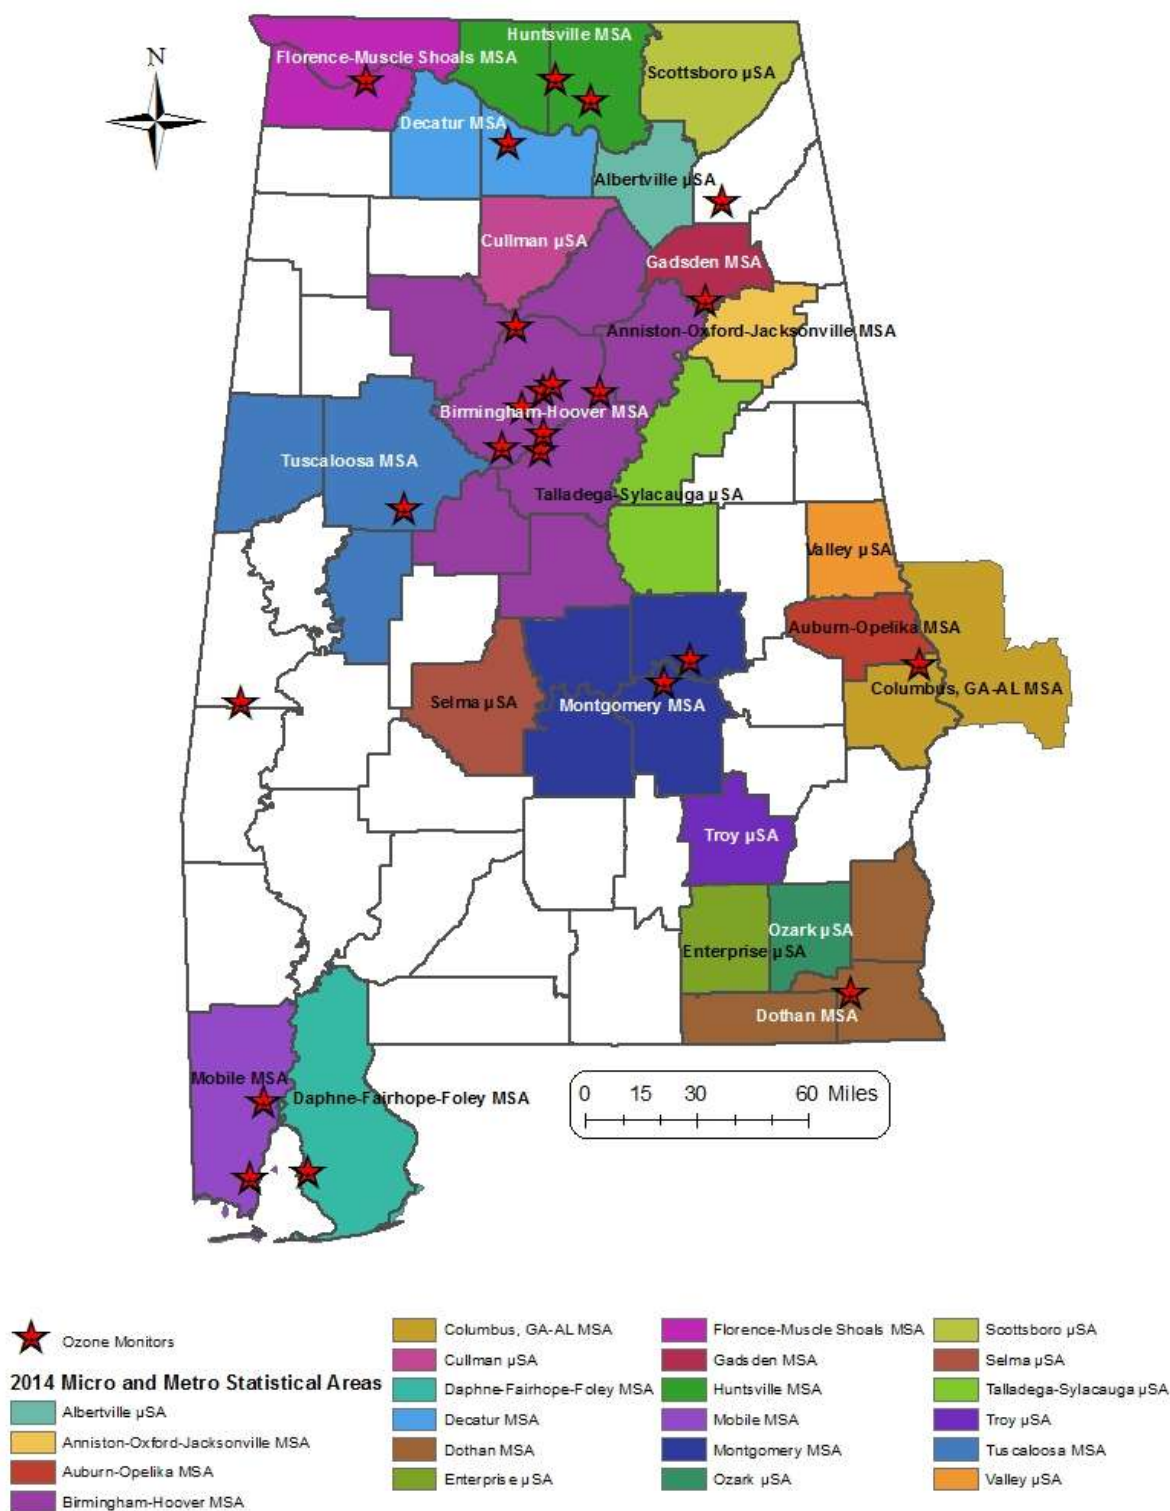 N
Huntsville MSA
Florence-Muscle Shoals MSA
Scottsboro µSA
Decatur MSA
Albertville µSA
Cullman µSA
Gadsden MSA
Anniston-Oxford-Jacksonville MSA
Birmingham-Hoover MSA
Tuscaloosa MSA
Talladega-Sylacauga µSA
Valley µSA
Auburn-Opelika MSA
Columbus, GA-AL MSA
Selma µSA
Montgomery MSA
Troy µSA
Ozark µSA
Enterprise µSA
Dothan MSA
Mobile MSA
Daphne-Fairhope-Foley MSA
0 15 30 60 Miles
Ozone Monitors
2014 Micro and Metro Statistical Areas
Albertville µSA
Anniston-Oxford-Jacksonville MSA
Auburn-Opelika MSA
Birmingham-Hoover MSA
Columbus, GA-AL MSA
Cullman µSA
Daphne-Fairhope-Foley MSA
Decatur MSA
Dothan MSA
Enterprise µSA
Florence-Muscle Shoals MSA
Gadsden MSA
Huntsville MSA
Mobile MSA
Montgomery MSA
Ozark µSA
Scottsboro µSA
Selma µSA
Talladega-Sylacauga µSA
Troy µSA
Tuscaloosa MSA
Valley µSA